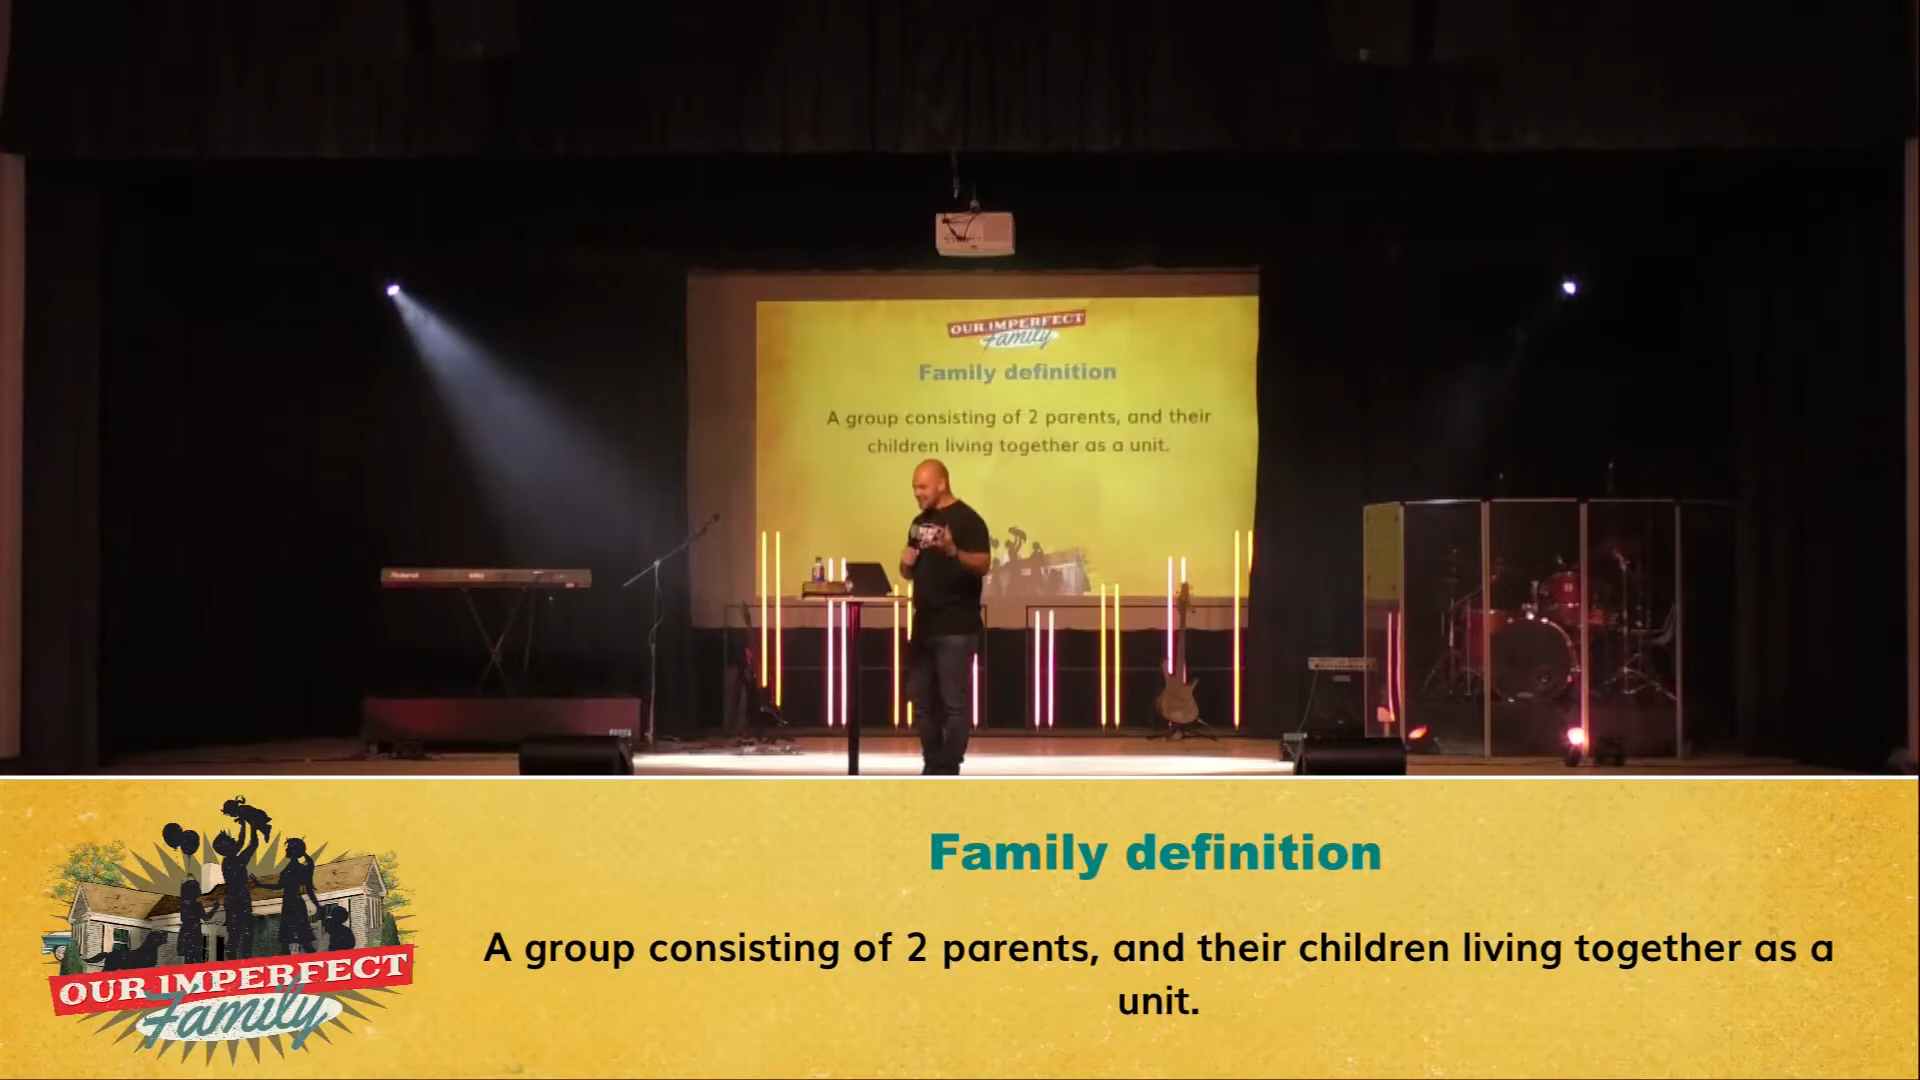 OUR IMPERFECT
Family
Family definition
A group consisting of 2 parents, and their
children living together as a unit.
Roland
OUR IMPERFECT
Family
Family definition
A group consisting of 2 parents, and their children living together as a
unit.